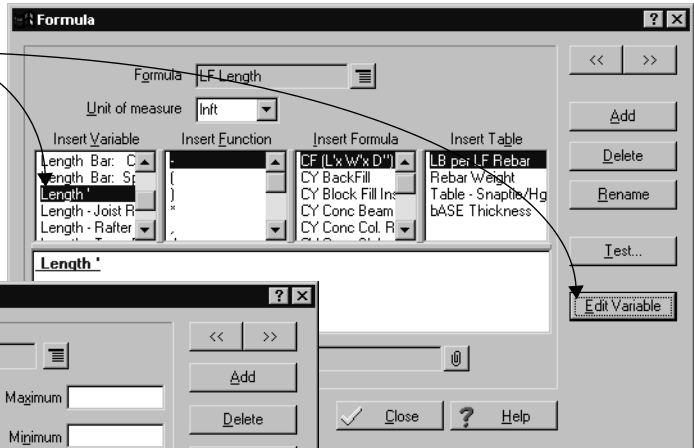 Formula
Formula LF Length
<< >>
Unit of measure lnft
Add
Insert Variable Insert Function Insert Formula Insert Table
Length Bar: C - CF (L'x W'x D") LB per LF Rebar
Delete
Length Bar: Sp ( CY BackFill Rebar Weight
Length ' ) CY Block Fill Ins Table - Snaptie/Hg
Rename
Length - Joist R * CY Conc Beam bASE Thickness
Length - Rafter , CY Conc Col. R
Test...
Length '
Edit Variable
<< >>
Add
Maximum
Delete
Close Help
Minimum